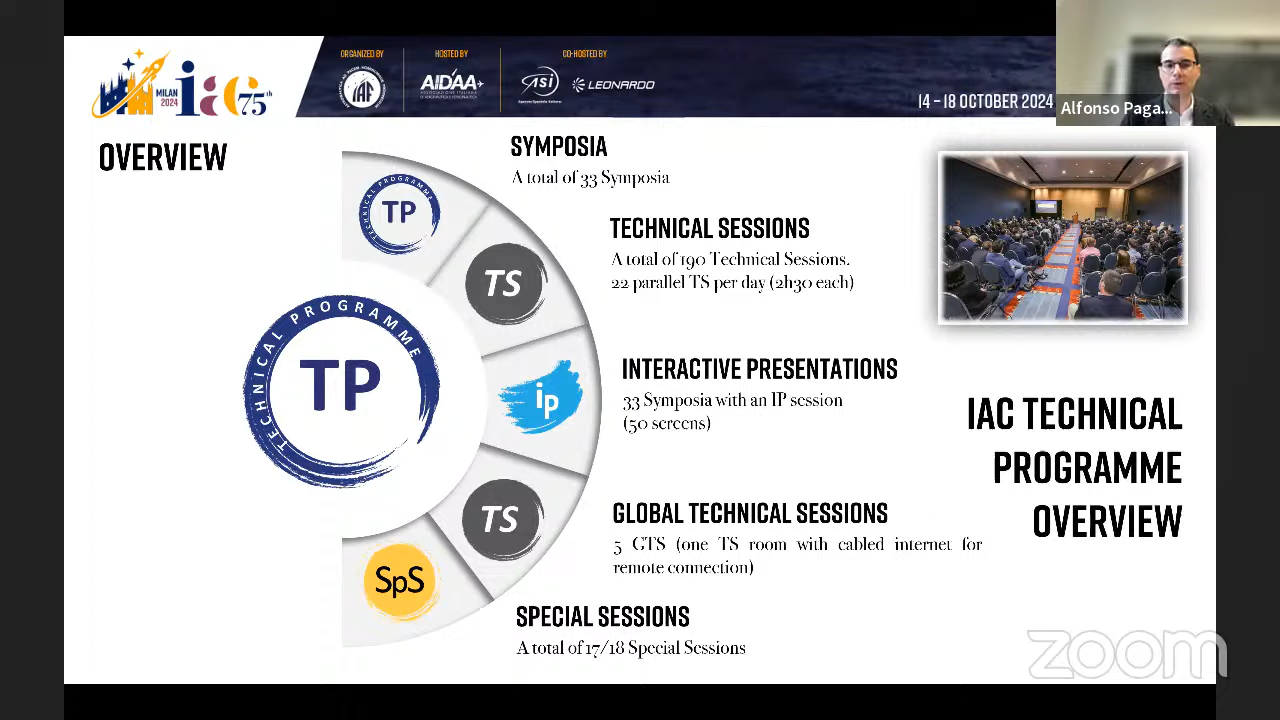 ORGANIZED BY
HOSTED BY
CO-HOSTED BY
MILAN
2024
iac
75th
IAF
AIDAA
asi
Agenzia Spaziale Italiana
LEONARDO
14 – 18 OCTOBER 2024
Alfonso Paga...
OVERVIEW
SYMPOSIA
A total of 33 Symposia
TECHNICAL PROGRAMME
TP
TECHNICAL SESSIONS
A total of 190 Technical Sessions.
22 parallel TS per day (2h30 each)
TS
TECHNICAL PROGRAMME
TP
INTERACTIVE PRESENTATIONS
33 Symposia with an IP session
(50 screens)
ip
IAC TECHNICAL
PROGRAMME
OVERVIEW
GLOBAL TECHNICAL SESSIONS
5 GTS (one TS room with cabled internet for
remote connection)
TS
SpS
SPECIAL SESSIONS
A total of 17/18 Special Sessions
zoom